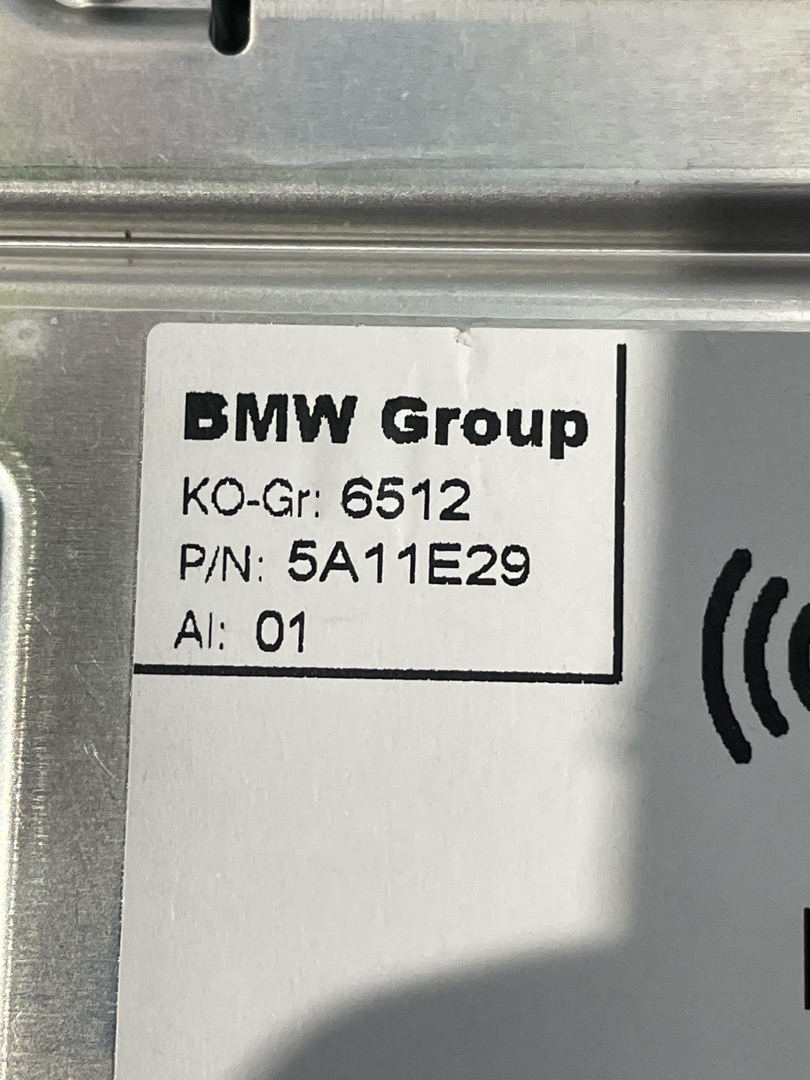 BMW Group
KO-Gr: 6512
P/N: 5A11E29
AI: 01